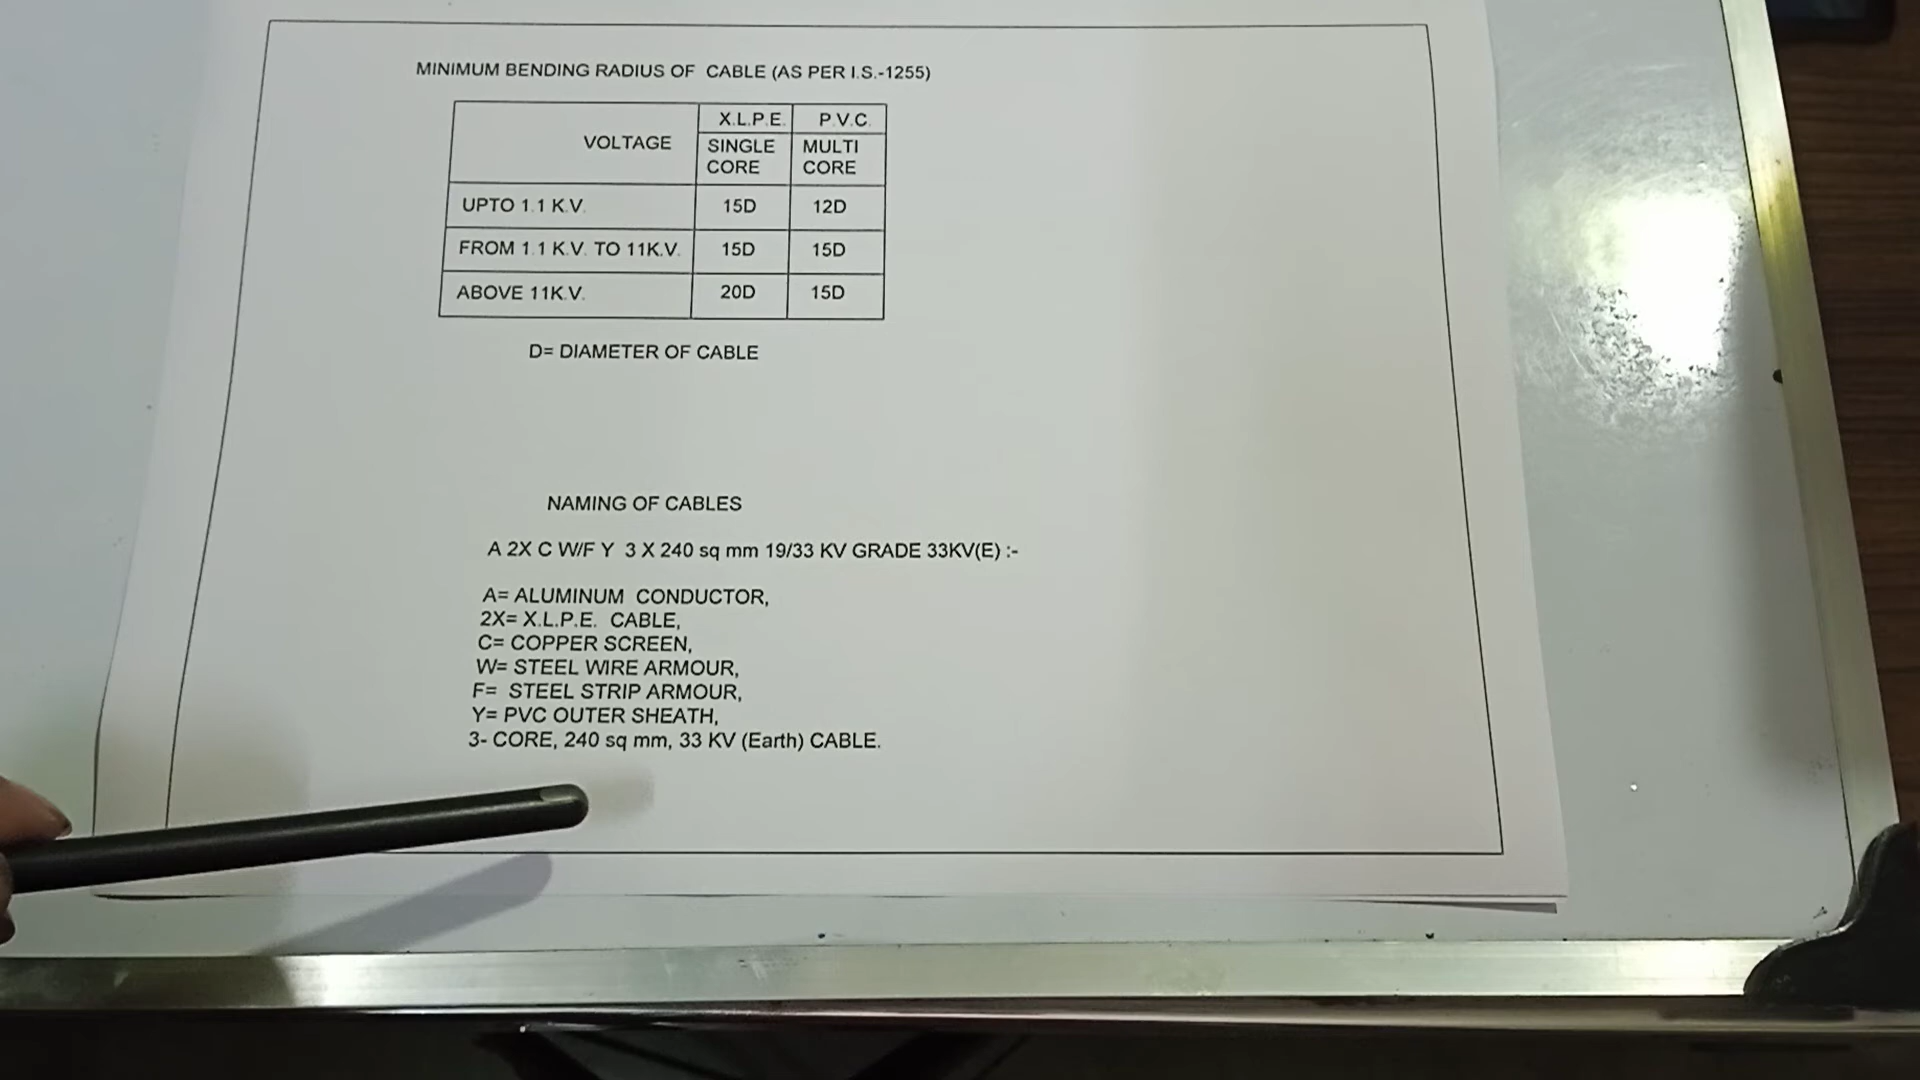 MINIMUM BENDING RADIUS OF CABLE (AS PER I.S.-1255)
VOLTAGE X.L.P.E. P.V.C.
SINGLE CORE MULTI CORE
UPTO 1.1 K.V. 15D 12D
FROM 1.1 K.V. TO 11K.V. 15D 15D
ABOVE 11K.V. 20D 15D
D= DIAMETER OF CABLE
NAMING OF CABLES
A 2X C W/F Y 3 X 240 sq mm 19/33 KV GRADE 33KV(E) :-
A= ALUMINUM CONDUCTOR,
2X= X.L.P.E. CABLE,
C= COPPER SCREEN,
W= STEEL WIRE ARMOUR,
F= STEEL STRIP ARMOUR,
Y= PVC OUTER SHEATH,
3- CORE, 240 sq mm, 33 KV (Earth) CABLE.